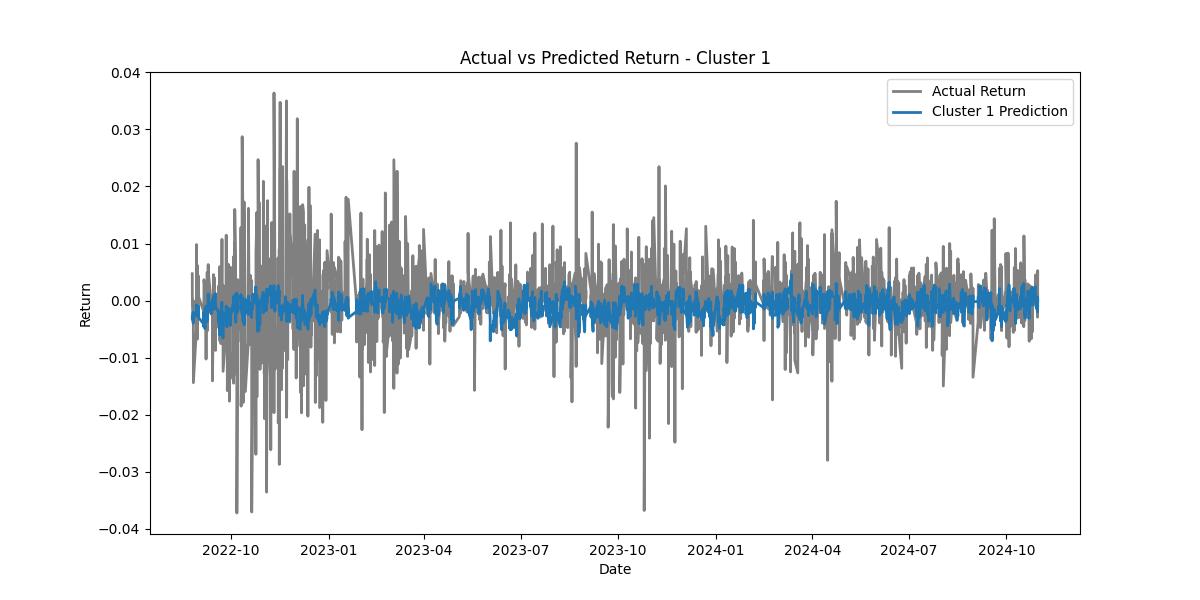 Actual vs Predicted Return - Cluster 1
Actual Return
Cluster 1 Prediction
0.04
0.03
0.02
0.01
0.00
−0.01
−0.02
−0.03
−0.04
Return
2022-10 2023-01 2023-04 2023-07 2023-10 2024-01 2024-04 2024-07 2024-10
Date